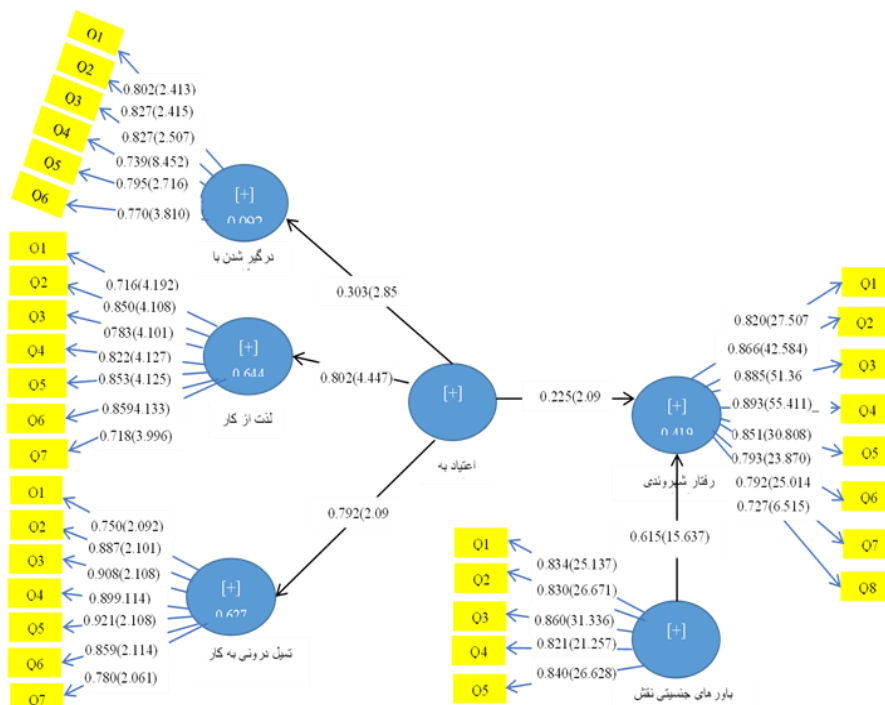 Q1
Q2
Q3
Q4
Q5
Q6
0.802(2.413)
0.827(2.415)
0.827(2.507)
0.739(8.452)
0.795(2.716)
0.770(3.810)
[+]
0.092
درگیر شدن با
0.303(2.85
Q1
Q2
Q3
Q4
Q5
Q6
Q7
0.716(4.192)
0.850(4.108)
0783(4.101)
0.822(4.127)
0.853(4.125)
0.8594.133)
0.718(3.996)
[+]
0.644
لذت از کار
0.802(4.447)
[+]
اعتیاد به
0.225(2.09
Q1
Q2
Q3
Q4
Q5
Q6
Q7
Q8
0.820(27.507
0.866(42.584)
0.885(51.36
0.893(55.411)_
0.851(30.808)
0.793(23.870)
0.792(25.014
0.727(6.515)
[+]
0.419
رفتار شهروندی
0.792(2.09
Q1
Q2
Q3
Q4
Q5
Q6
Q7
0.750(2.092)
0.887(2.101)
0.908(2.108)
0.899.114)
0.921(2.108)
0.859(2.114)
0.780(2.061)
[+]
0.627
تمیل درونی به کار
0.615(15.637)
Q1
Q2
Q3
Q4
Q5
0.834(25.137)
0.830(26.671)
0.860(31.336)
0.821(21.257)
0.840(26.628)
[+]
باورهای جنسیتی نقش